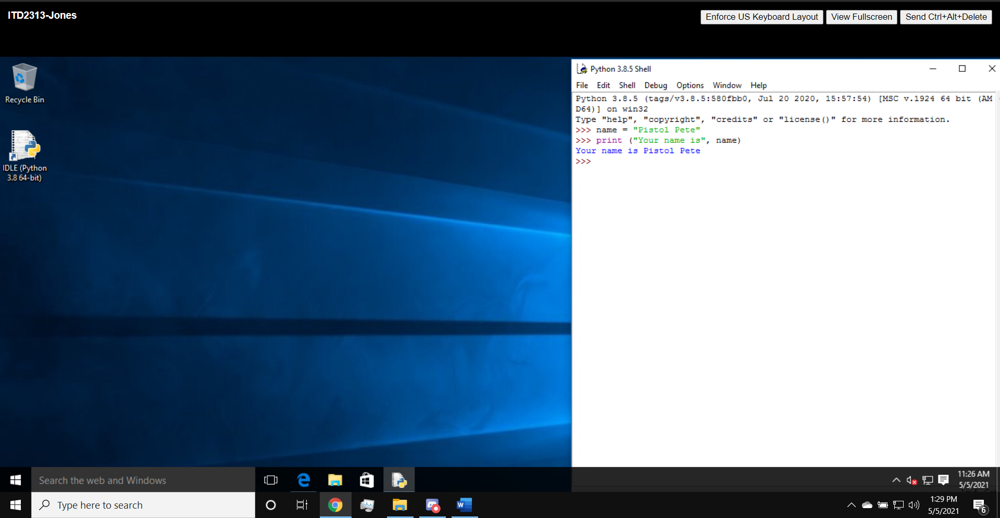 ITD2313-Jones
Enforce US Keyboard Layout
View Fullscreen
Send Ctrl+Alt+Delete
Recycle Bin
IDLE (Python
3.8 64-bit)
Python 3.8.5 Shell
File Edit Shell Debug Options Window Help
Python 3.8.5 (tags/v3.8.5:580fbb0, Jul 20 2020, 15:57:54) [MSC v.1924 64 bit (AM
D64)] on win32
Type "help", "copyright", "credits" or "license()" for more information.
>>> name = "Pistol Pete"
>>> print ("Your name is", name)
Your name is Pistol Pete
>>>
Search the web and Windows
11:26 AM
5/5/2021
Type here to search
1:29 PM
5/5/2021
6